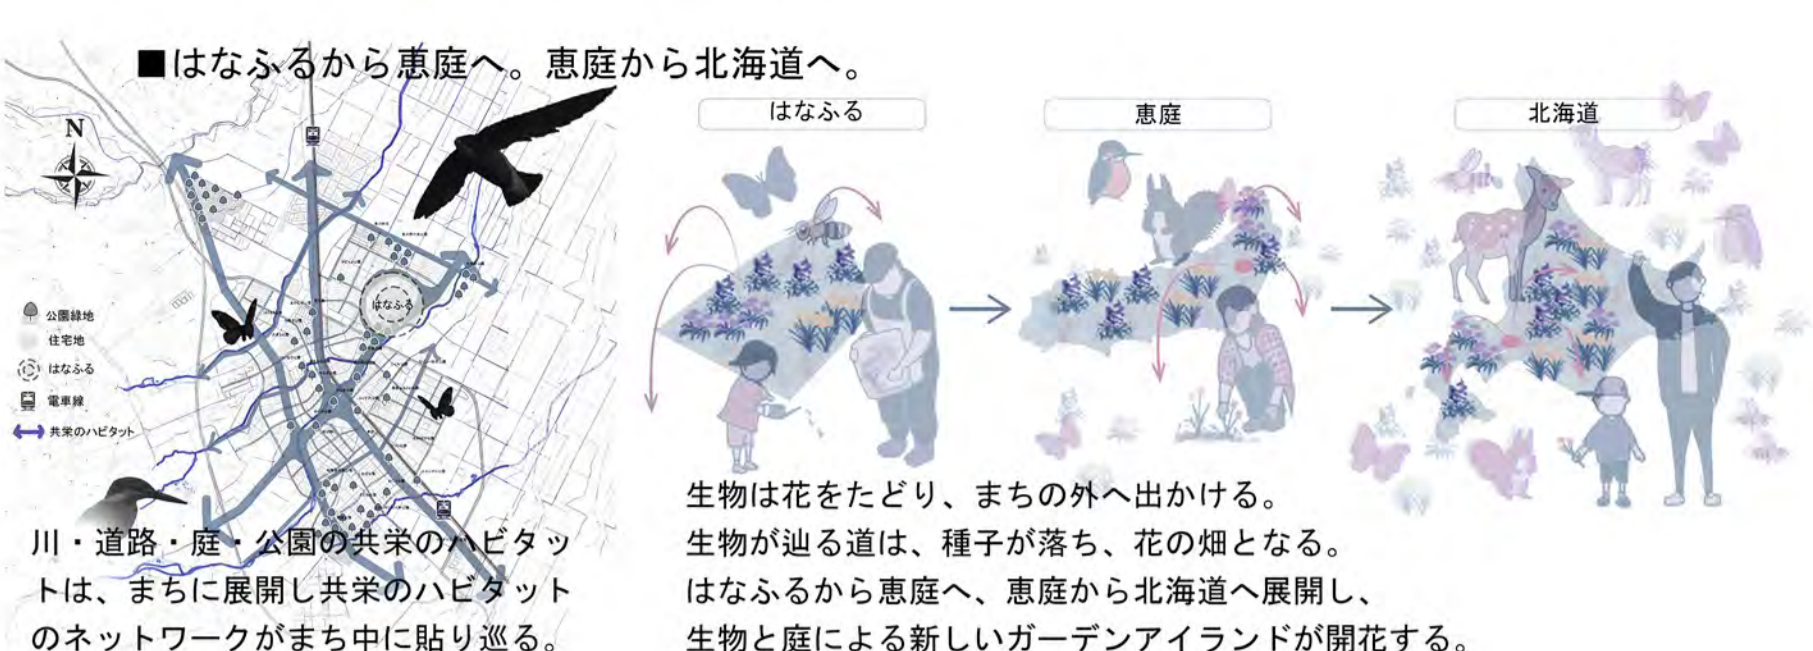 ■はなふるから恵庭へ。恵庭から北海道へ。
N
はなふる
公園緑地
住宅地
はなふる
電車線
共栄のハビタット
川・道路・庭・公園の共栄のハビタッ
トは、まちに展開し共栄のハビタット
のネットワークがまち中に貼り巡る。
はなふる
恵庭
北海道
生物は花をたどり、まちの外へ出かける。
生物が辿る道は、種子が落ち、花の畑となる。
はなふるから恵庭へ、恵庭から北海道へ展開し、
生物と庭による新しいガーデンアイランドが開花する。